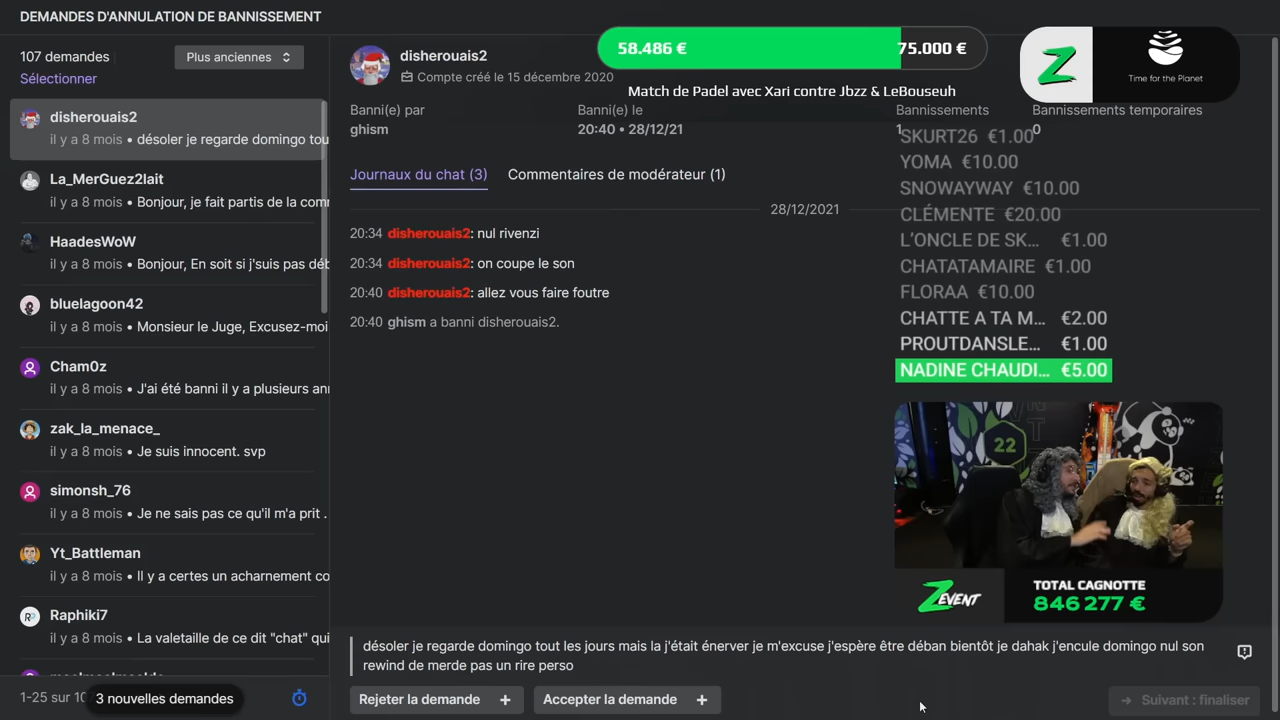 DEMANDES D'ANNULATION DE BANNISSEMENT
107 demandes
Plus anciennes
Sélectionner
disherouais2
il y a 8 mois • désoler je regarde domingo tou
La_MerGuez2lait
il y a 8 mois • Bonjour, je fait partis de la com
HaadesWoW
il y a 8 mois • Bonjour, En soit si j'suis pas dé
bluelagoon42
il y a 8 mois • Monsieur le Juge, Excusez-moi
Cham0z
il y a 8 mois • J'ai été banni il y a plusieurs an
zak_la_menace_
il y a 8 mois • Je suis innocent. svp
simonsh_76
il y a 8 mois • Je ne sais pas ce qu'il m'a prit .
Yt_Battleman
il y a 8 mois • Il y a certes un acharnement co
Raphiki7
il y a 8 mois • La valetaille de ce dit "chat" qui
1-25 sur 10
3 nouvelles demandes
disherouais2
Compte créé le 15 décembre 2020
58.486 €
75.000 €
Match de Padel avec Xari contre Jbzz & LeBouseuh
Z
Time for the Planet
Banni(e) par
ghism
Banni(e) le
20:40 • 28/12/21
Bannissements
1
Bannissements temporaires
0
Journaux du chat (3)
Commentaires de modérateur (1)
28/12/2021
20:34 disherouais2: nul rivenzi
20:34 disherouais2: on coupe le son
20:40 disherouais2: allez vous faire foutre
20:40 ghism a banni disherouais2.
SKURT26 €1.00
YOMA €10.00
SNOWAYWAY €10.00
CLÉMENTE €20.00
L'ONCLE DE SK... €1.00
CHATATAMAIRE €1.00
FLORAA €10.00
CHATTE A TA M... €2.00
PROUTDANSLE... €1.00
NADINE CHAUDI... €5.00
22
ZEVENT
TOTAL CAGNOTTE
846 277 €
désoler je regarde domingo tout les jours mais la j'était énerver je m'excuse j'espère être déban bientôt je dahak j'encule domingo nul son
rewind de merde pas un rire perso
Rejeter la demande +
Accepter la demande +
Suivant : finaliser